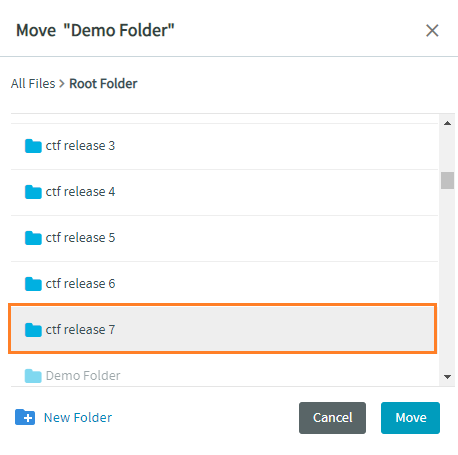 Move "Demo Folder"
All Files > Root Folder
ctf release 3
ctf release 4
ctf release 5
ctf release 6
ctf release 7
Demo Folder
New Folder
Cancel
Move